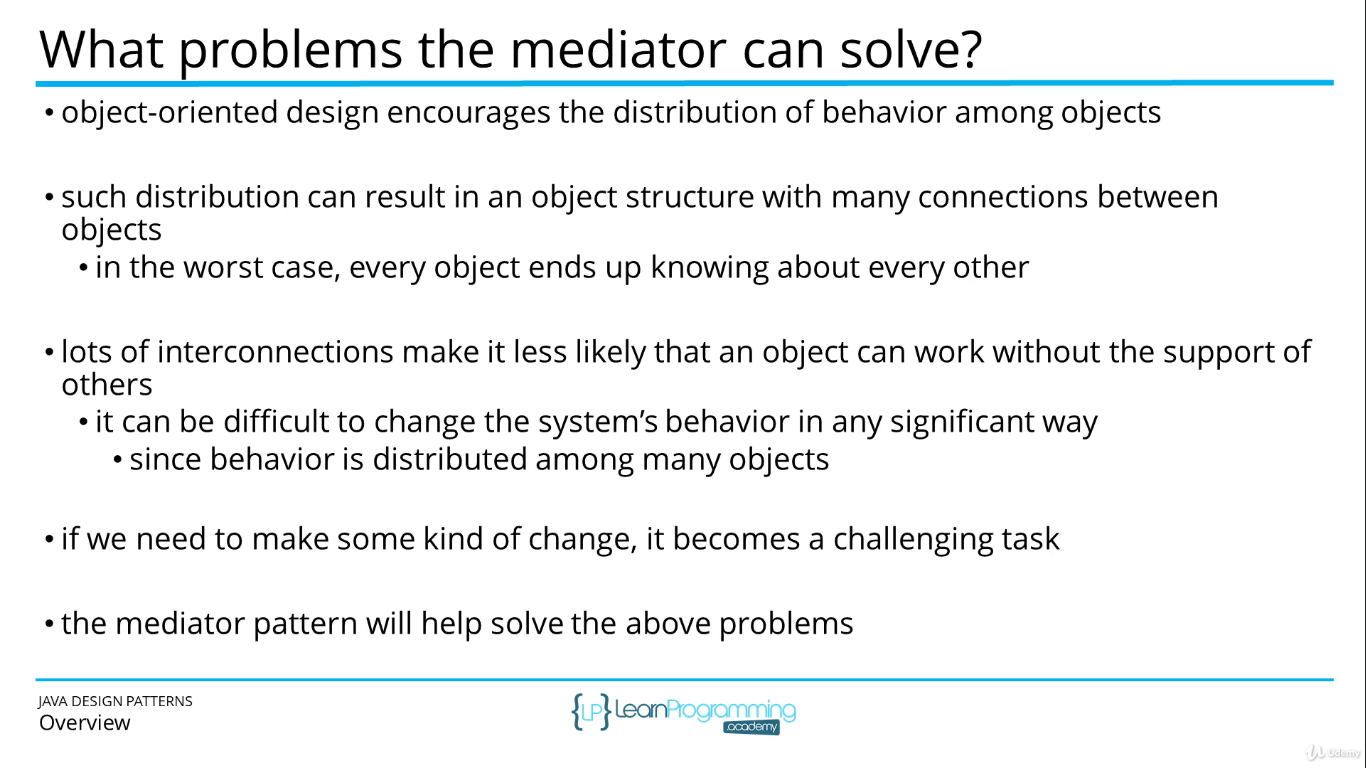 What problems the mediator can solve?
• object-oriented design encourages the distribution of behavior among objects
• such distribution can result in an object structure with many connections between
objects
• in the worst case, every object ends up knowing about every other
• lots of interconnections make it less likely that an object can work without the support of
others
• it can be difficult to change the system’s behavior in any significant way
• since behavior is distributed among many objects
• if we need to make some kind of change, it becomes a challenging task
• the mediator pattern will help solve the above problems
JAVA DESIGN PATTERNS
Overview
{LP} LearnProgramming
.academy
Udemy